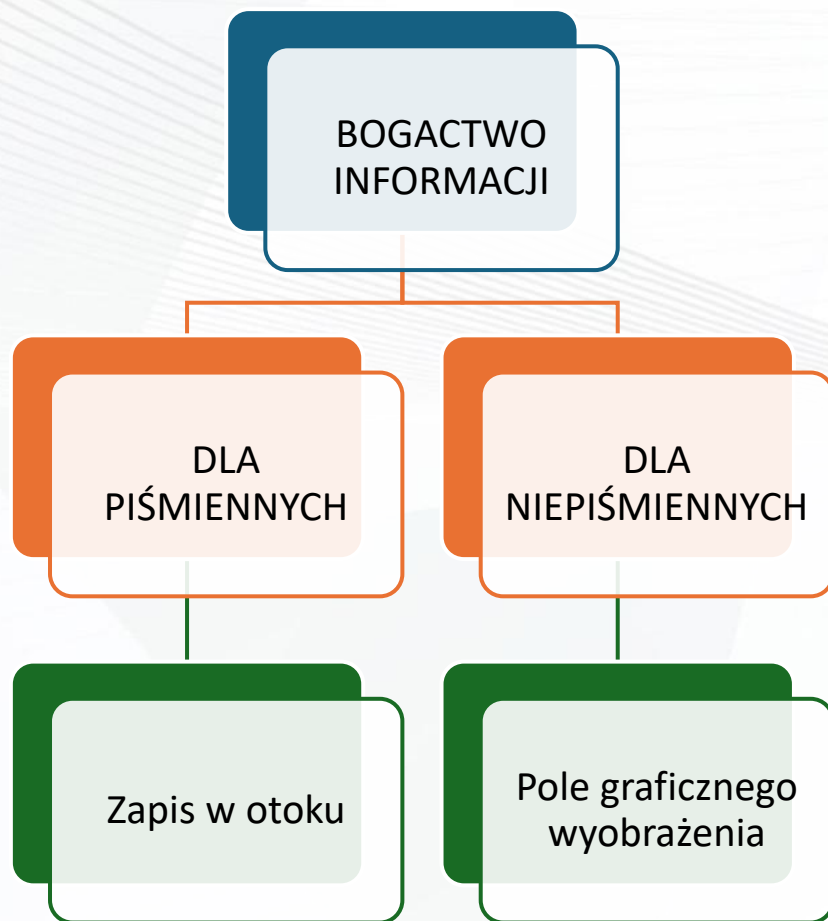 BOGACTWO
INFORMACJI
DLA
PIŚMIENNYCH
DLA
NIEPIŚMIENNYCH
Zapis w otoku
Pole graficznego
wyobrażenia